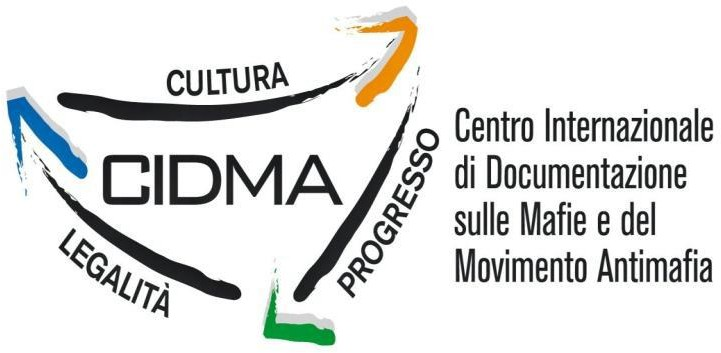 CULTURA
CIDMA
LEGALITÀ
PROGRESSO
Centro Internazionale
di Documentazione
sulle Mafie e del
Movimento Antimafia